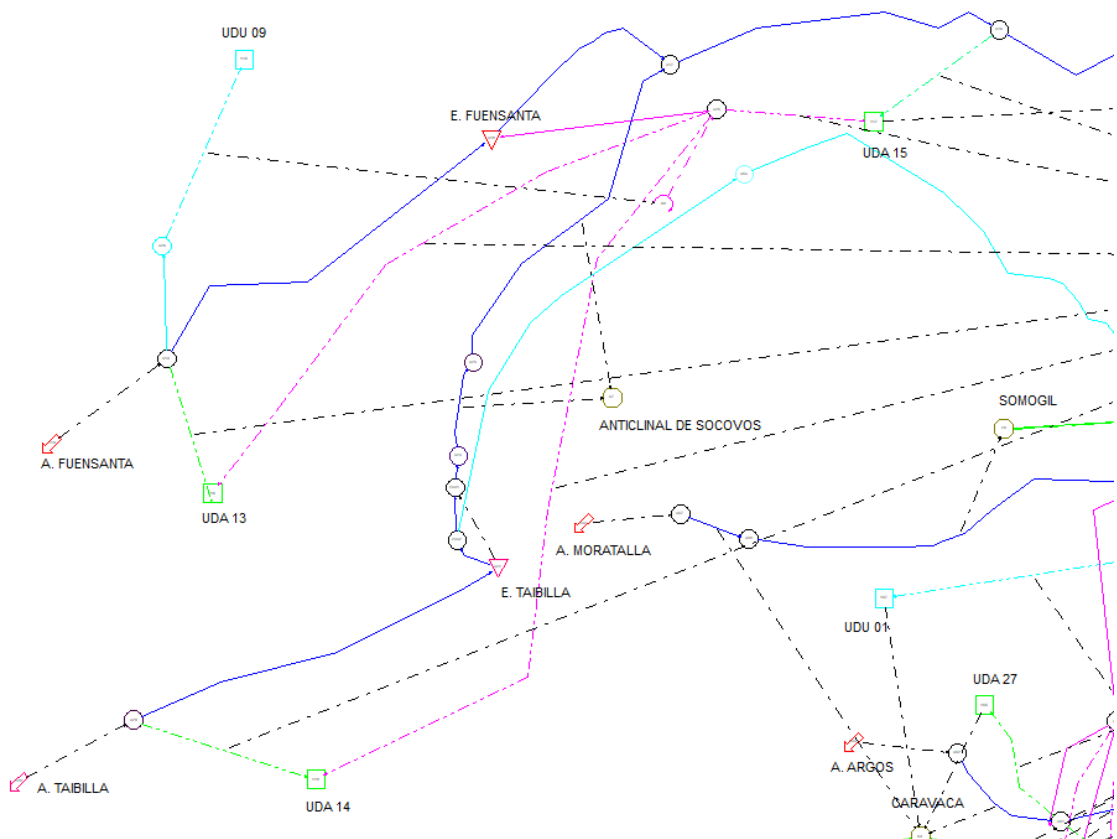 UDU 09
E. FUENSANTA
UDA 15
ANTICLINAL DE SOCOVOS
SOMOGIL
A. FUENSANTA
UDA 13
A. MORATALLA
E. TAIBILLA
UDU 01
UDA 27
A. ARGOS
A. TAIBILLA
UDA 14
CARAVACA